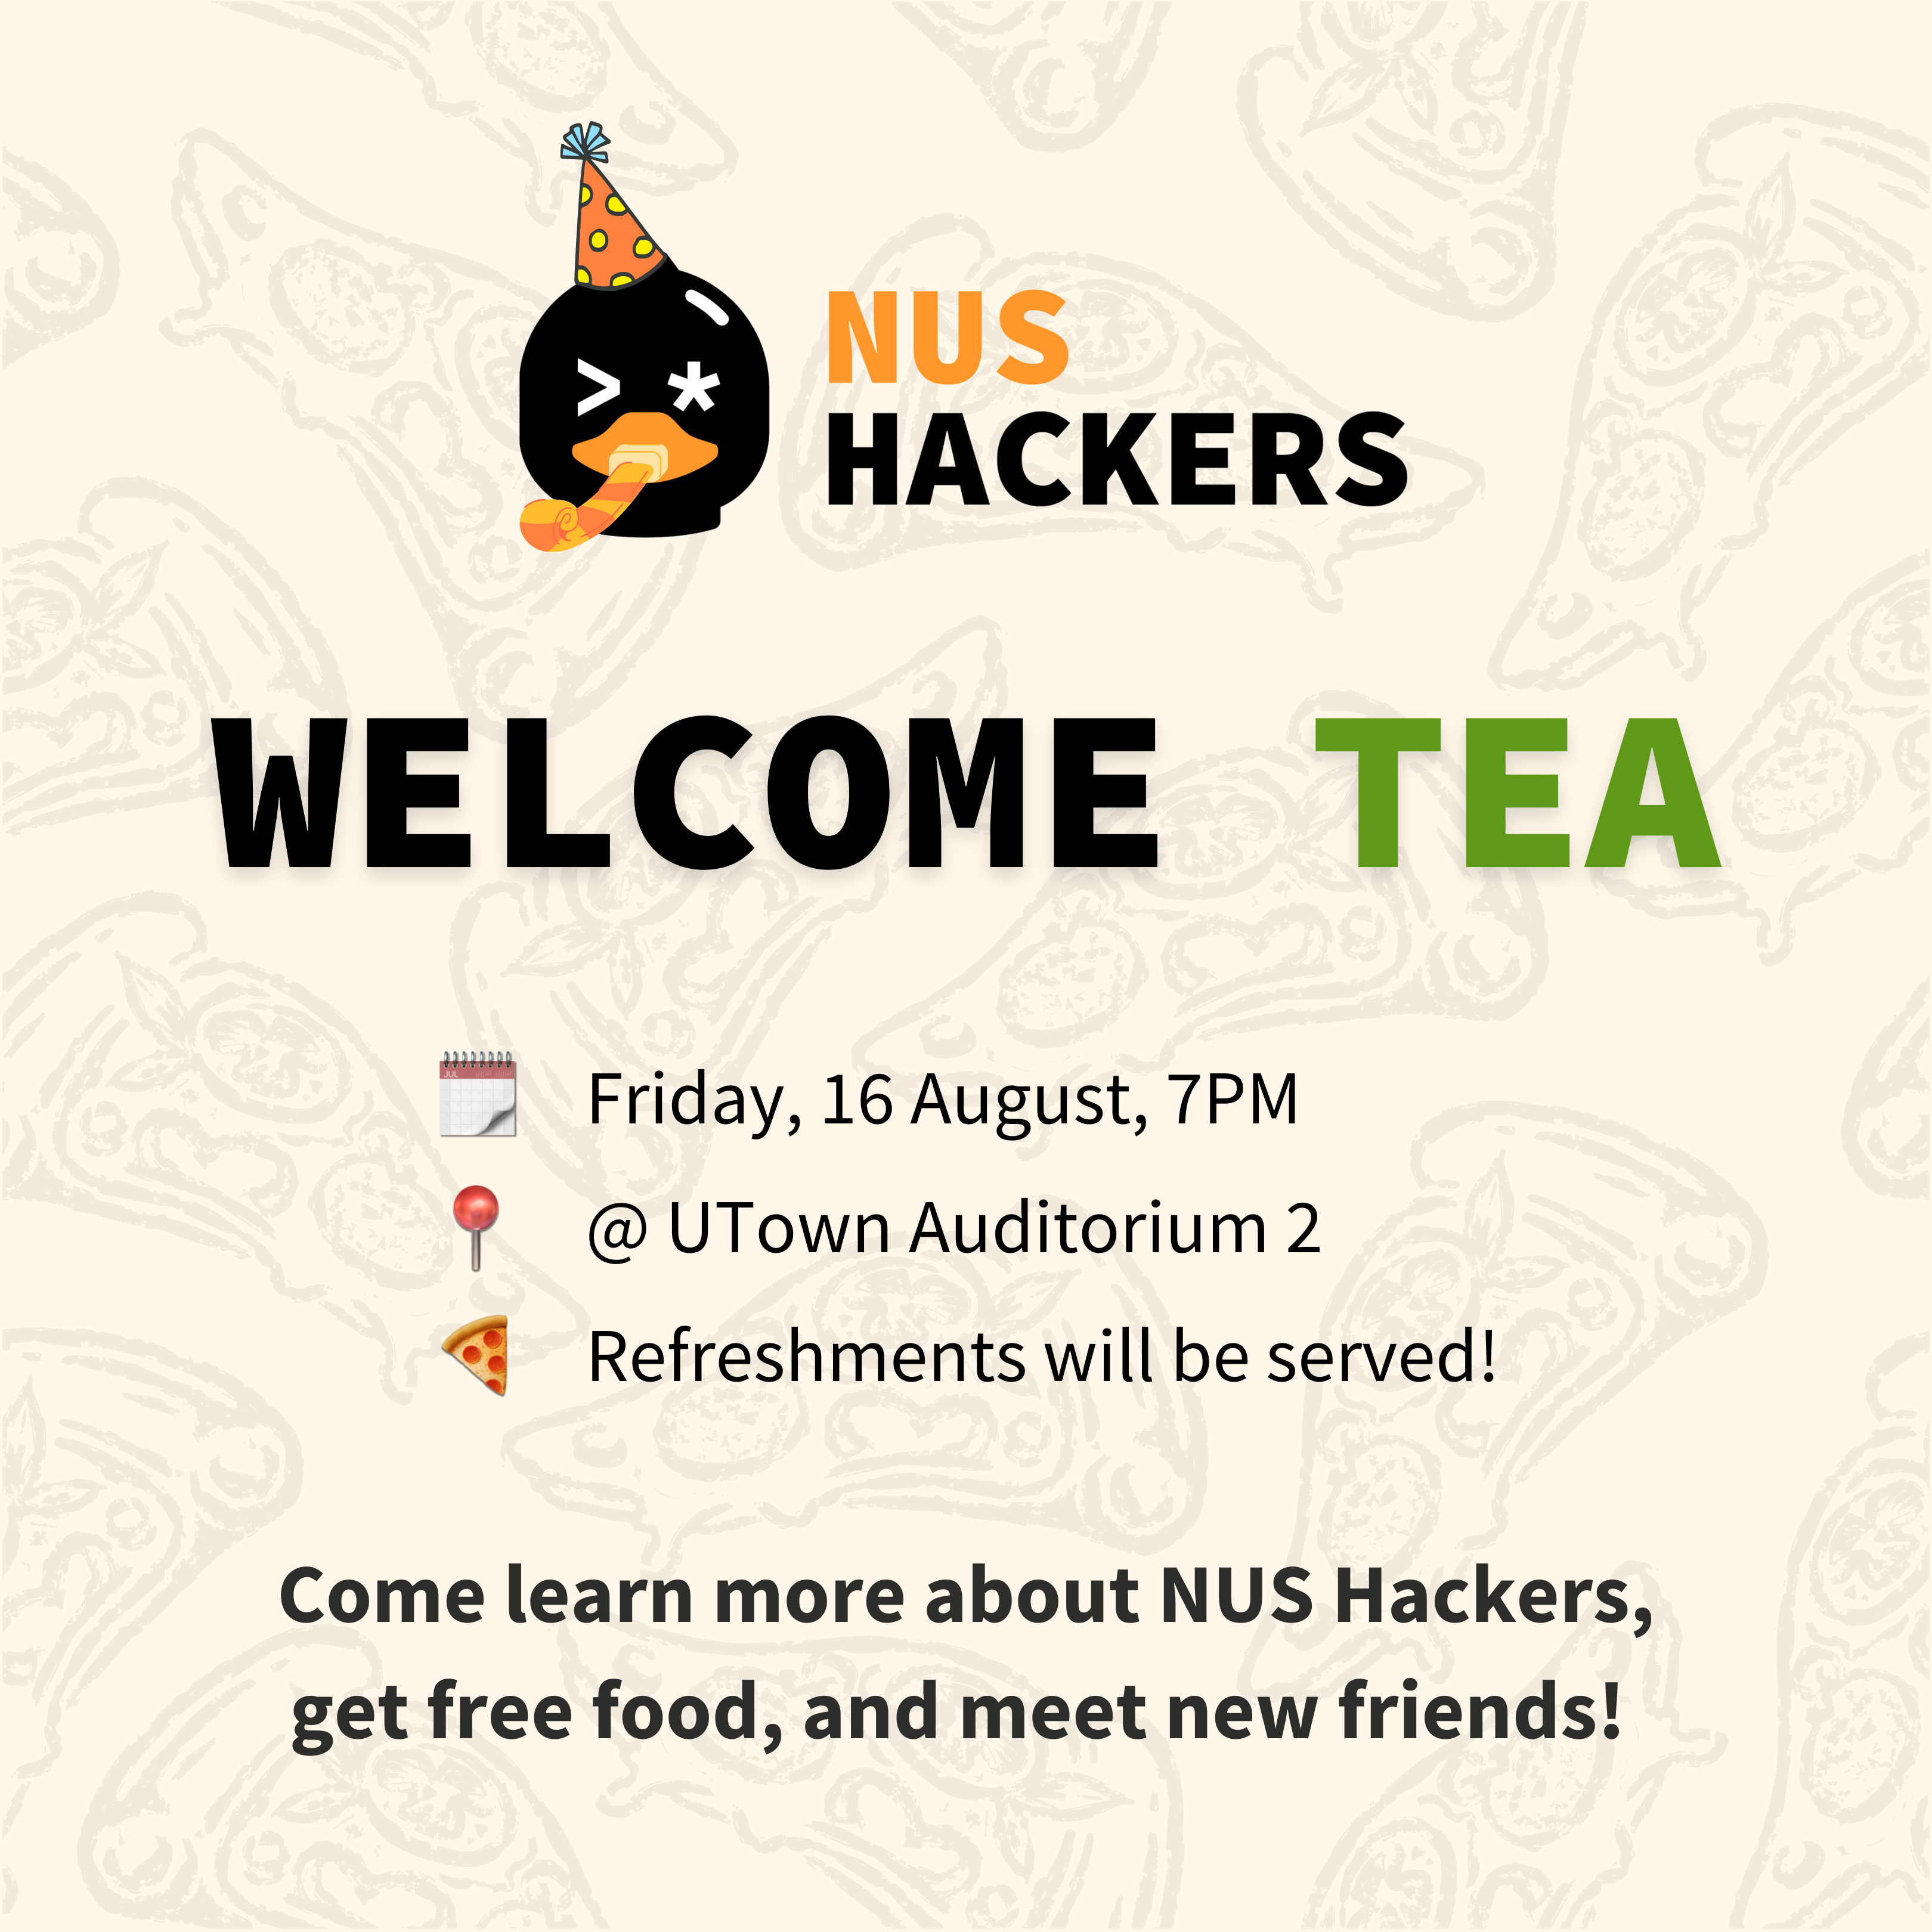 > *
NUS
HACKERS
WELCOME TEA
JUL
Friday, 16 August, 7PM
@ UTown Auditorium 2
Refreshments will be served!
Come learn more about NUS Hackers,
get free food, and meet new friends!